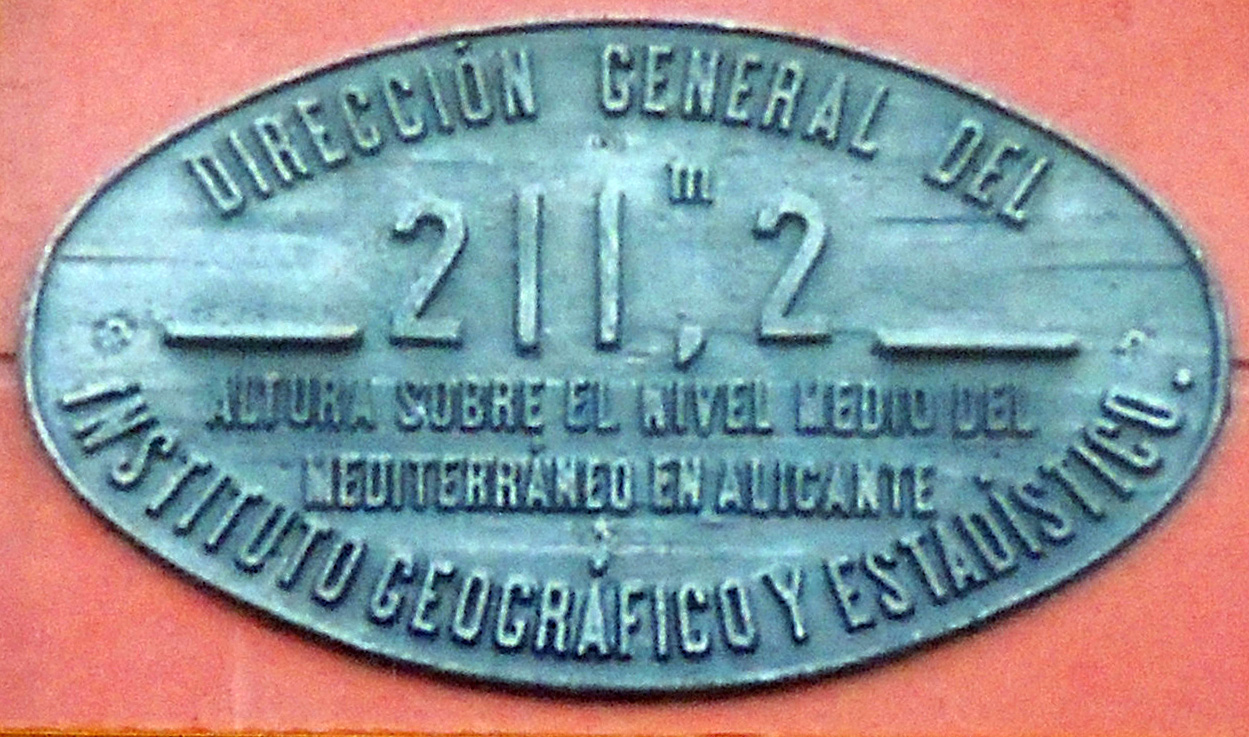 DIRECCIÓN GENERAL DEL
211,m 2
ALTURA SOBRE EL NIVEL MEDIO DEL
MEDITERRÁNEO EN ALICANTE
INSTITUTO GEOGRÁFICO Y ESTADÍSTICO.